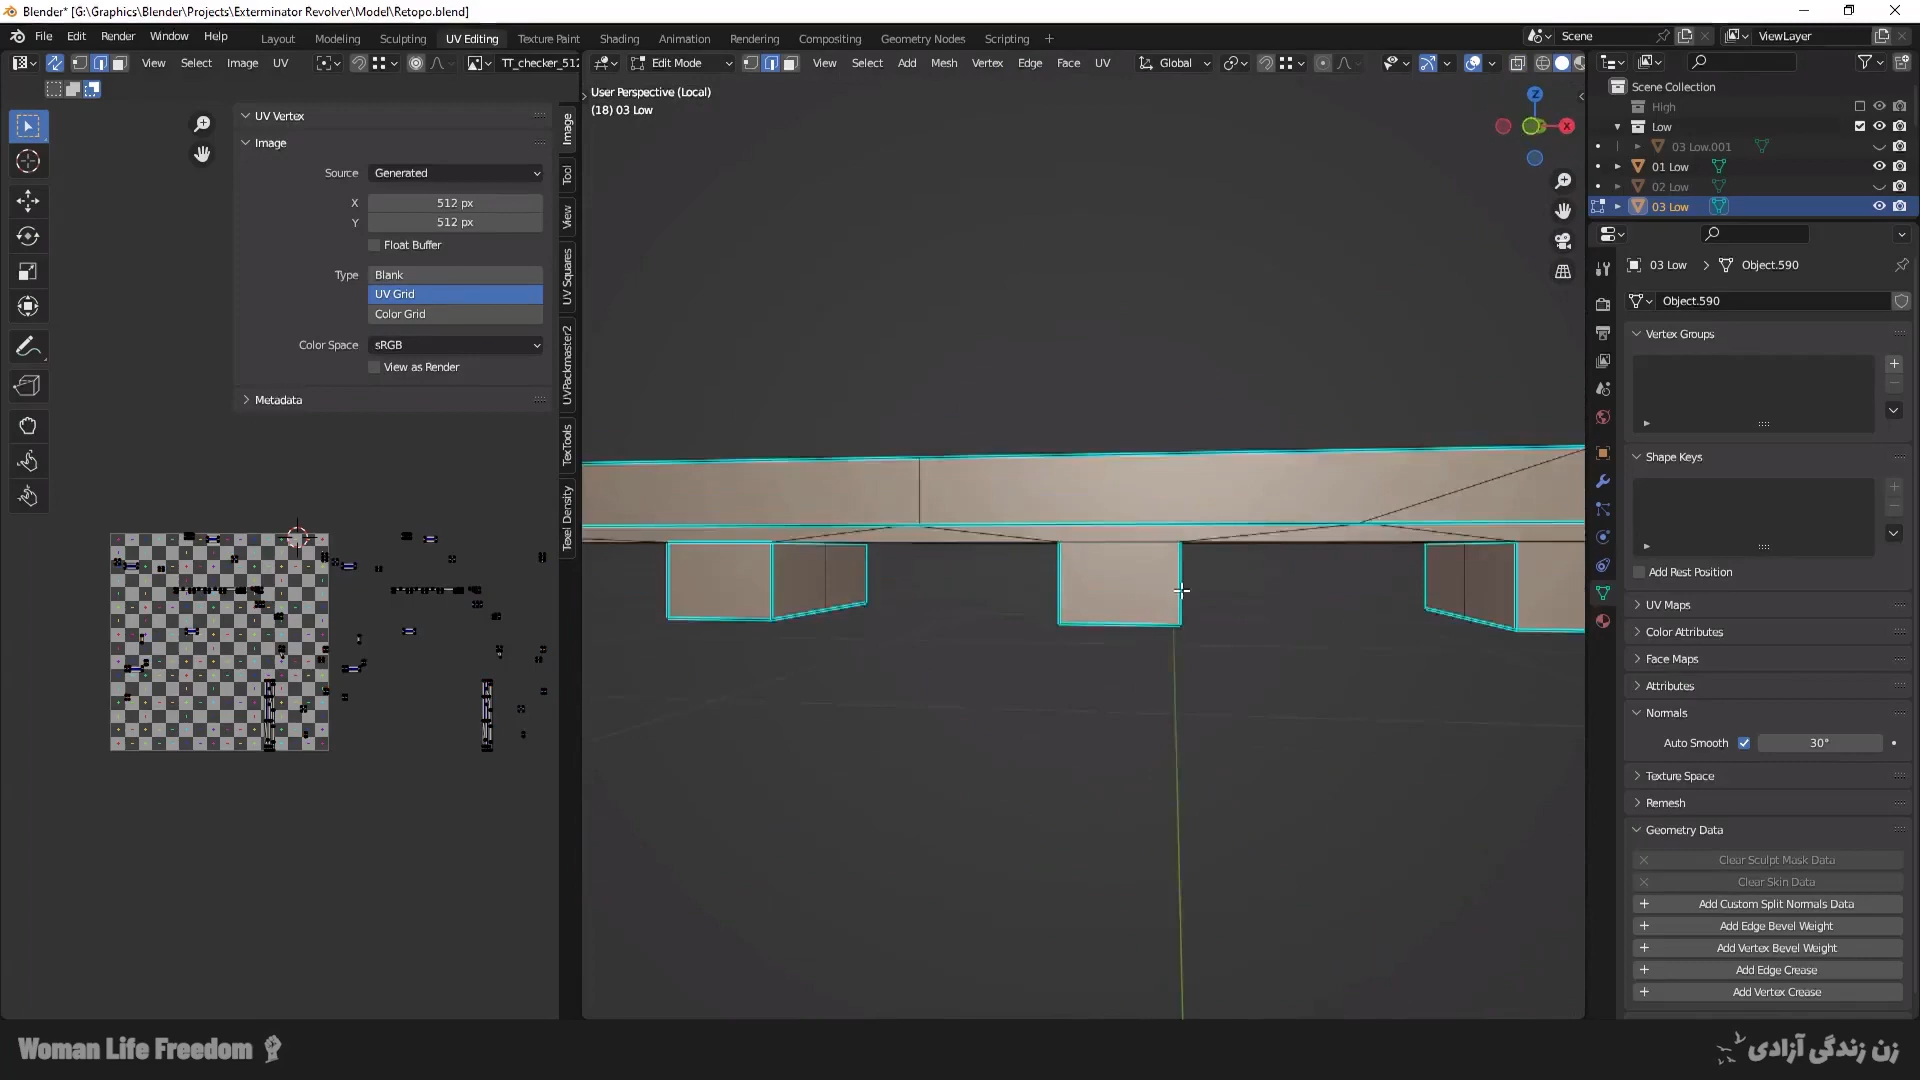 Blender* [G:\Graphics\Blender\Projects\Exterminator Revolver\Model\Retopo.blend]
File Edit Render Window Help Layout Modeling Sculpting UV Editing Texture Paint Shading Animation Rendering Compositing Geometry Nodes Scripting Scene ViewLayer
View Select Image UV TT_checker_512 Edit Mode View Select Add Mesh Vertex Edge Face UV Global
User Perspective (Local)
(18) 03 Low
UV Vertex
Image
Source Generated
X 512 px
Y 512 px
Float Buffer
Type Blank
UV Grid
Color Grid
Color Space sRGB
View as Render
Metadata
Image
Tool
View
UV Squares
UVPackmaster2
TexTools
Texel Density
Z
X
Scene Collection
High
Low
03 Low.001
01 Low
02 Low
03 Low
03 Low Object.590
Object.590
Vertex Groups
Shape Keys
Add Rest Position
UV Maps
Color Attributes
Face Maps
Attributes
Normals
Auto Smooth 30°
Texture Space
Remesh
Geometry Data
Clear Sculpt Mask Data
Clear Skin Data
Add Custom Split Normals Data
Add Edge Bevel Weight
Add Vertex Bevel Weight
Add Edge Crease
Add Vertex Crease
Woman Life Freedom
زن زندگی آزادی